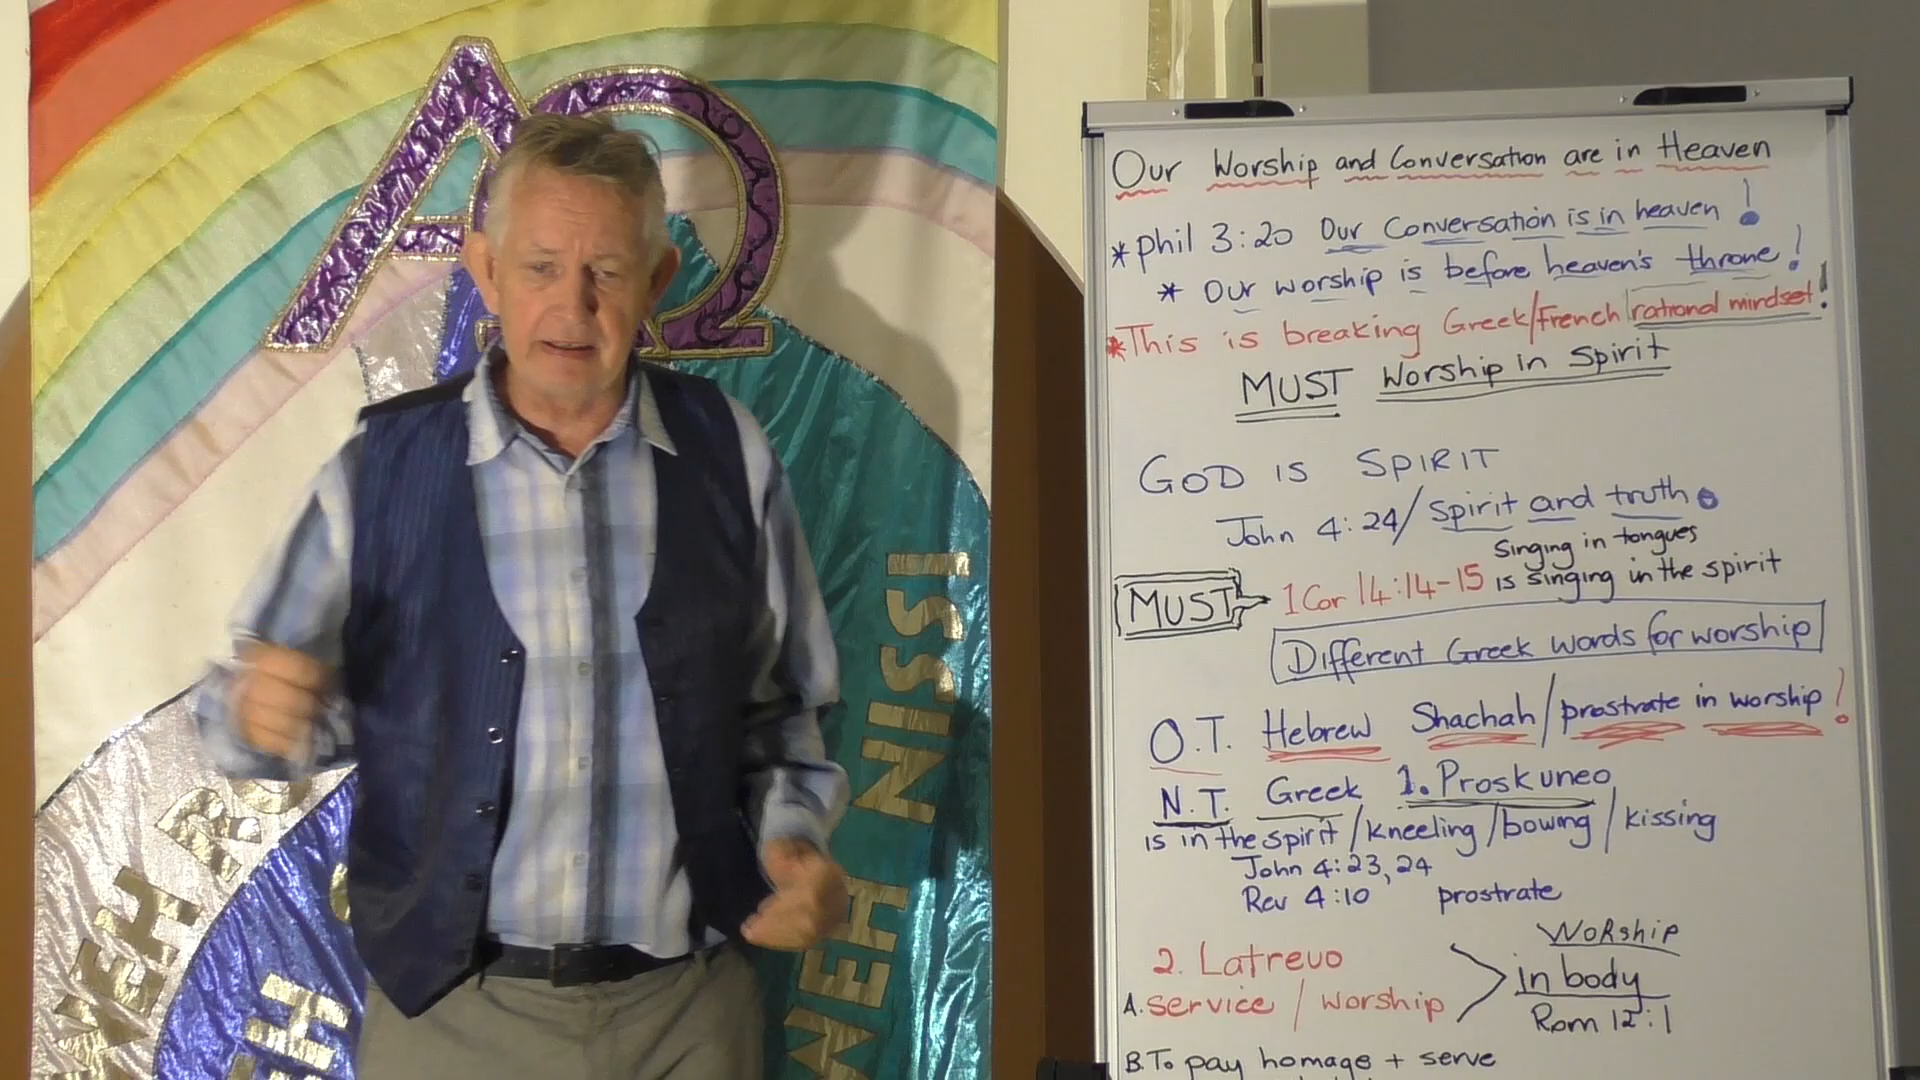 AΩ
NISSI
VEH
VEH
TH
Our Worship and Conversation are in Heaven
*Phil 3:20 Our Conversation is in heaven!
* Our worship is before heaven's throne!
*This is breaking Greek/French rational mindset!
MUST Worship in Spirit
GOD IS SPIRIT
John 4:24/ Spirit and truth.
Singing in tongues
MUST 1 Cor 14:14-15 is singing in the spirit
Different Greek words for worship
O.T. Hebrew Shachah/prostrate in worship!
N.T. Greek 1. Proskuneo
is in the spirit/kneeling/bowing/kissing
John 4:23,24
Rev 4:10 prostrate
Worship
2. Latreuo
in body
A. service / worship
Rom 12:1
B. To pay homage + serve